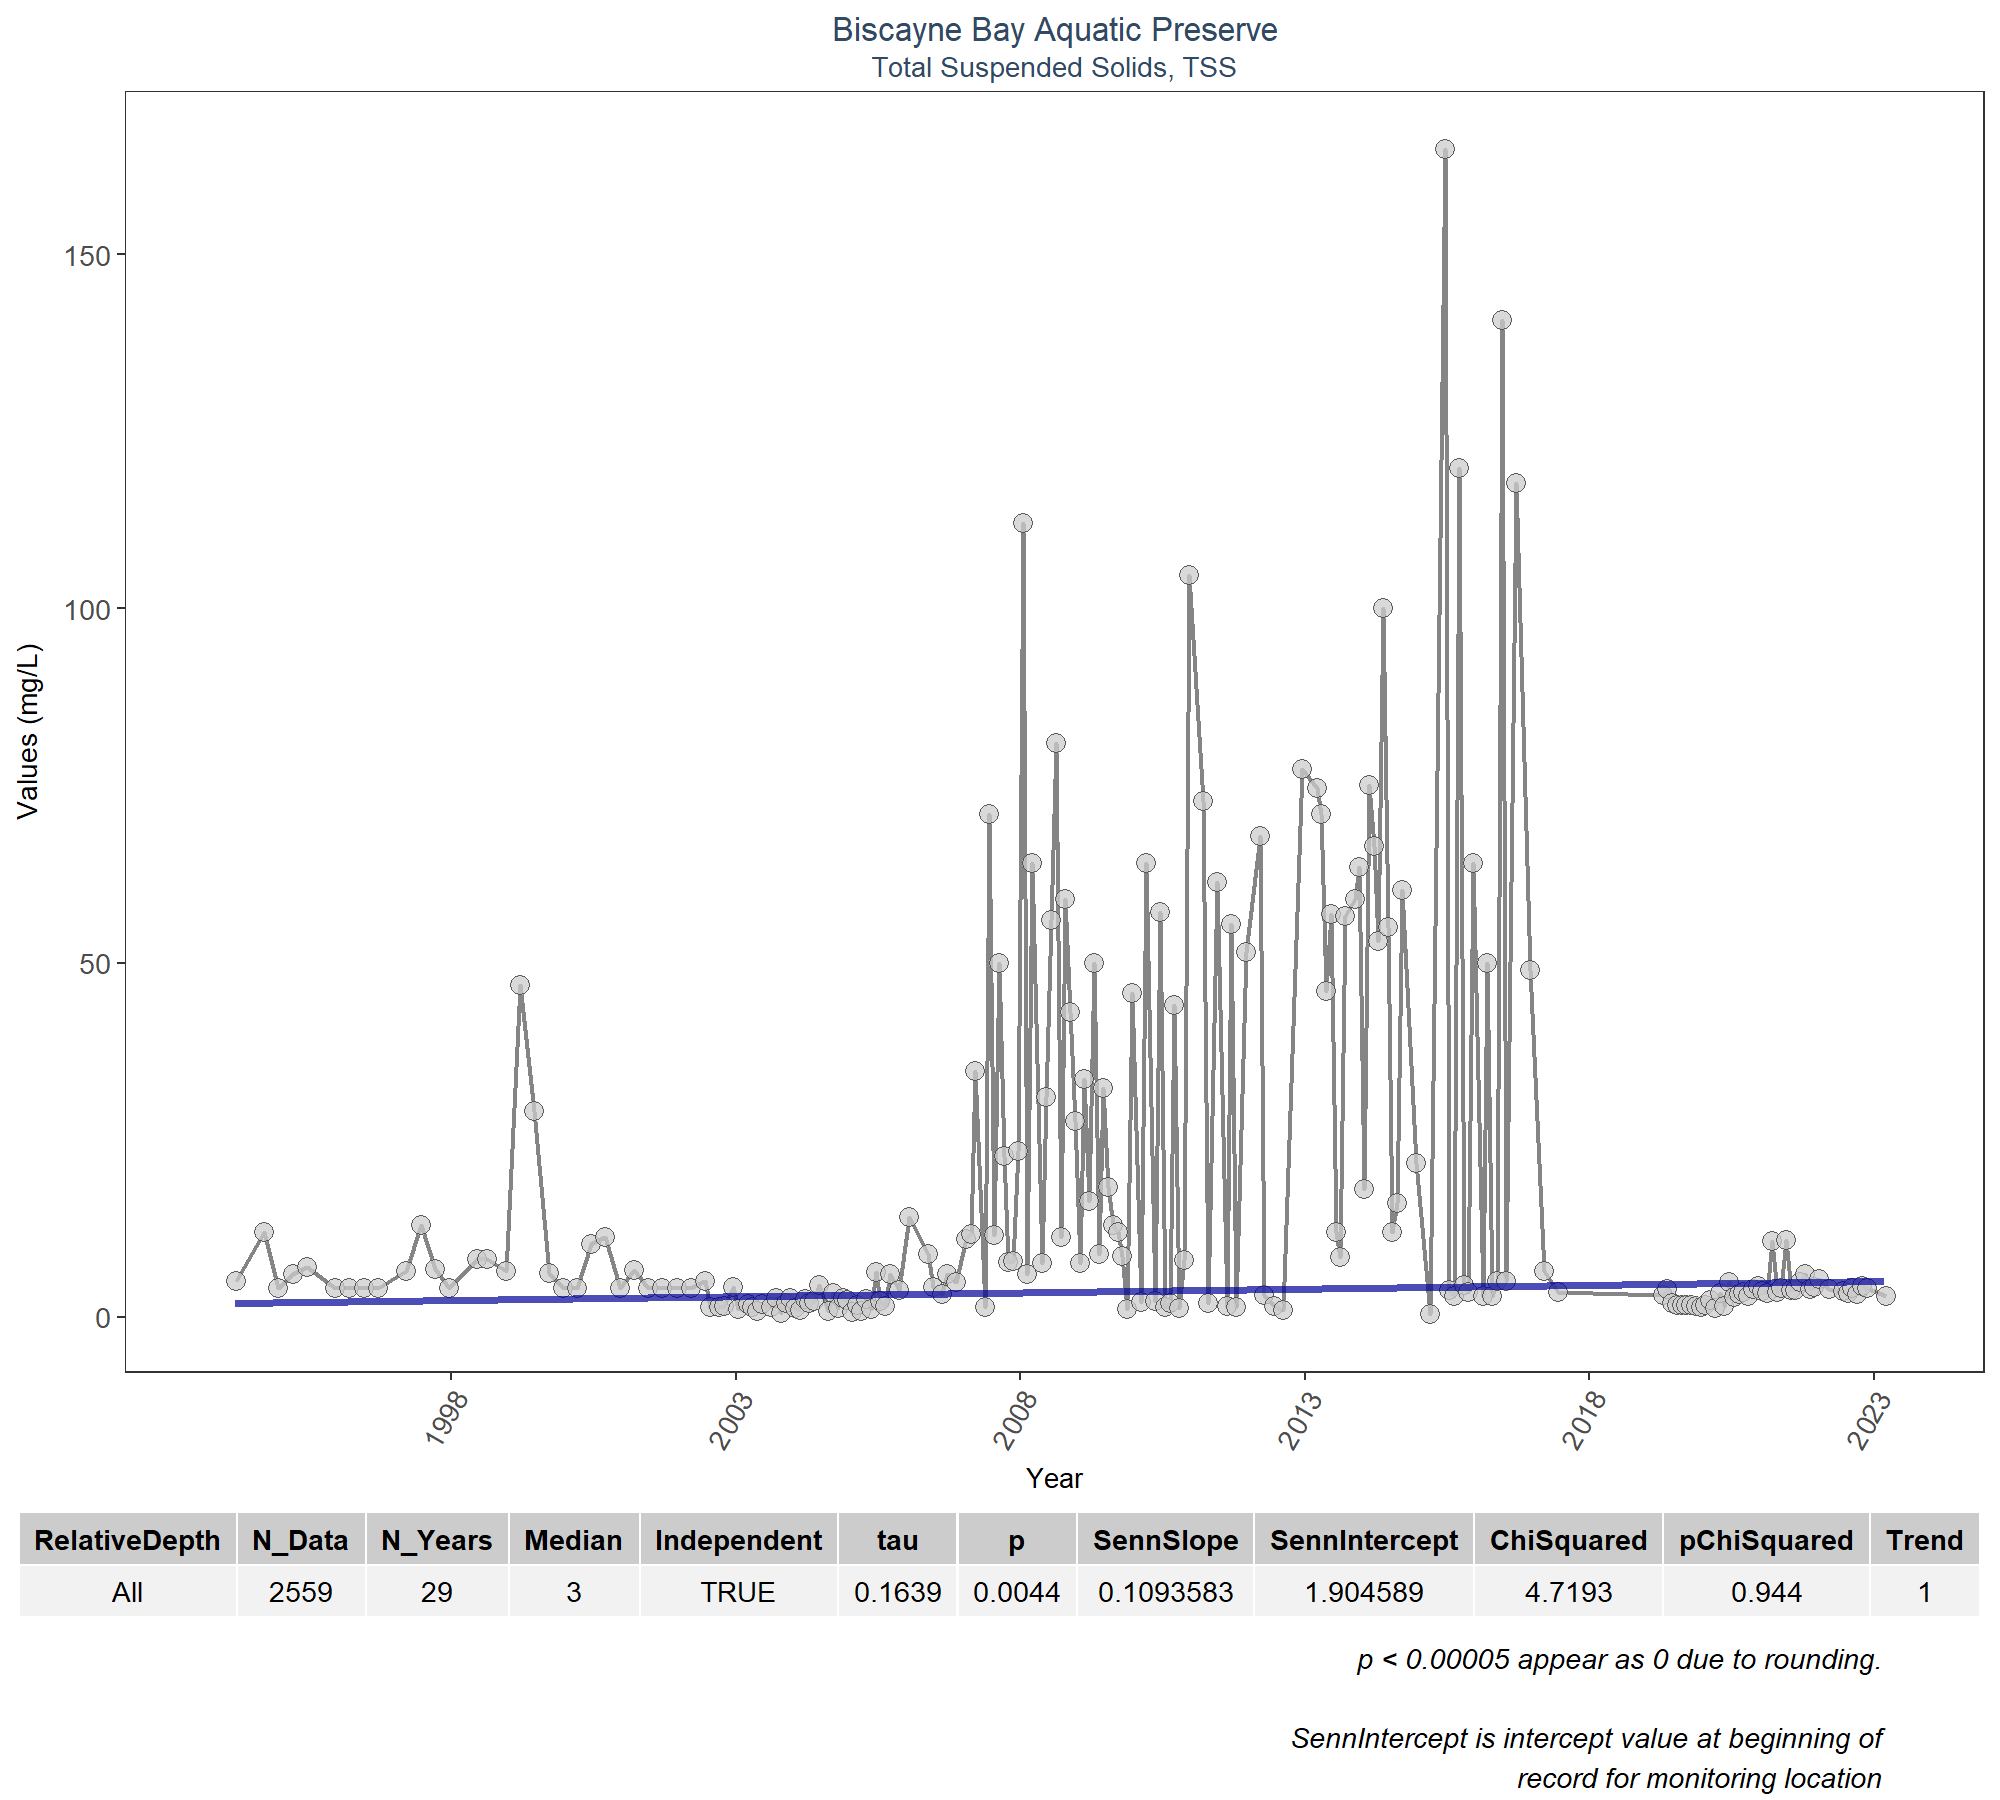 Biscayne Bay Aquatic Preserve
Total Suspended Solids, TSS
Values (mg/L)
150
100
50
0
1998
2003
2008
2013
2018
2023
Year
RelativeDepth N_Data N_Years Median Independent tau p SennSlope SennIntercept ChiSquared pChiSquared Trend
All 2559 29 3 TRUE 0.1639 0.0044 0.1093583 1.904589 4.7193 0.944 1
p < 0.00005 appear as 0 due to rounding.
SennIntercept is intercept value at beginning of
record for monitoring location